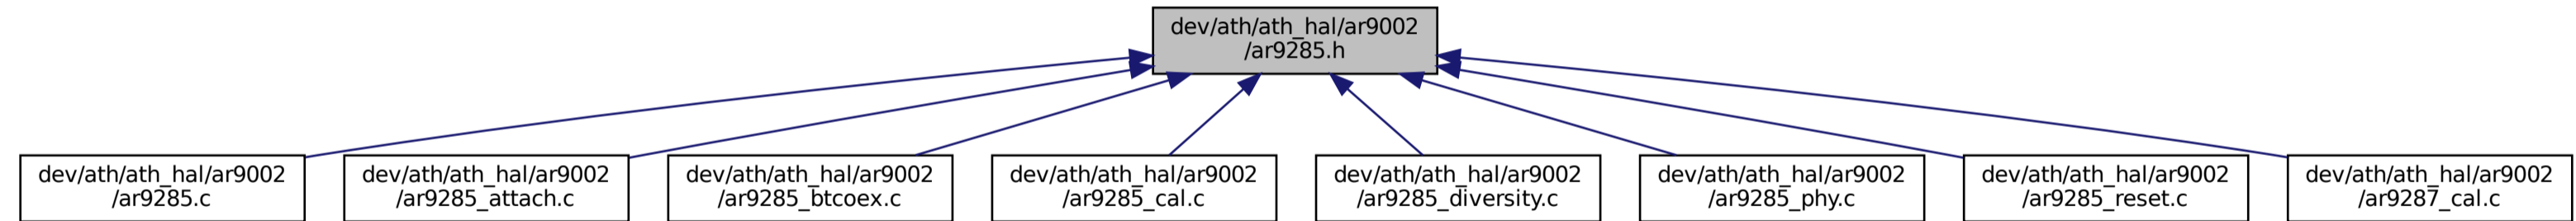 dev/ath/ath_hal/ar9002
/ar9285.h
dev/ath/ath_hal/ar9002
/ar9285.c
dev/ath/ath_hal/ar9002
/ar9285_attach.c
dev/ath/ath_hal/ar9002
/ar9285_btcoex.c
dev/ath/ath_hal/ar9002
/ar9285_cal.c
dev/ath/ath_hal/ar9002
/ar9285_diversity.c
dev/ath/ath_hal/ar9002
/ar9285_phy.c
dev/ath/ath_hal/ar9002
/ar9285_reset.c
dev/ath/ath_hal/ar9002
/ar9287_cal.c